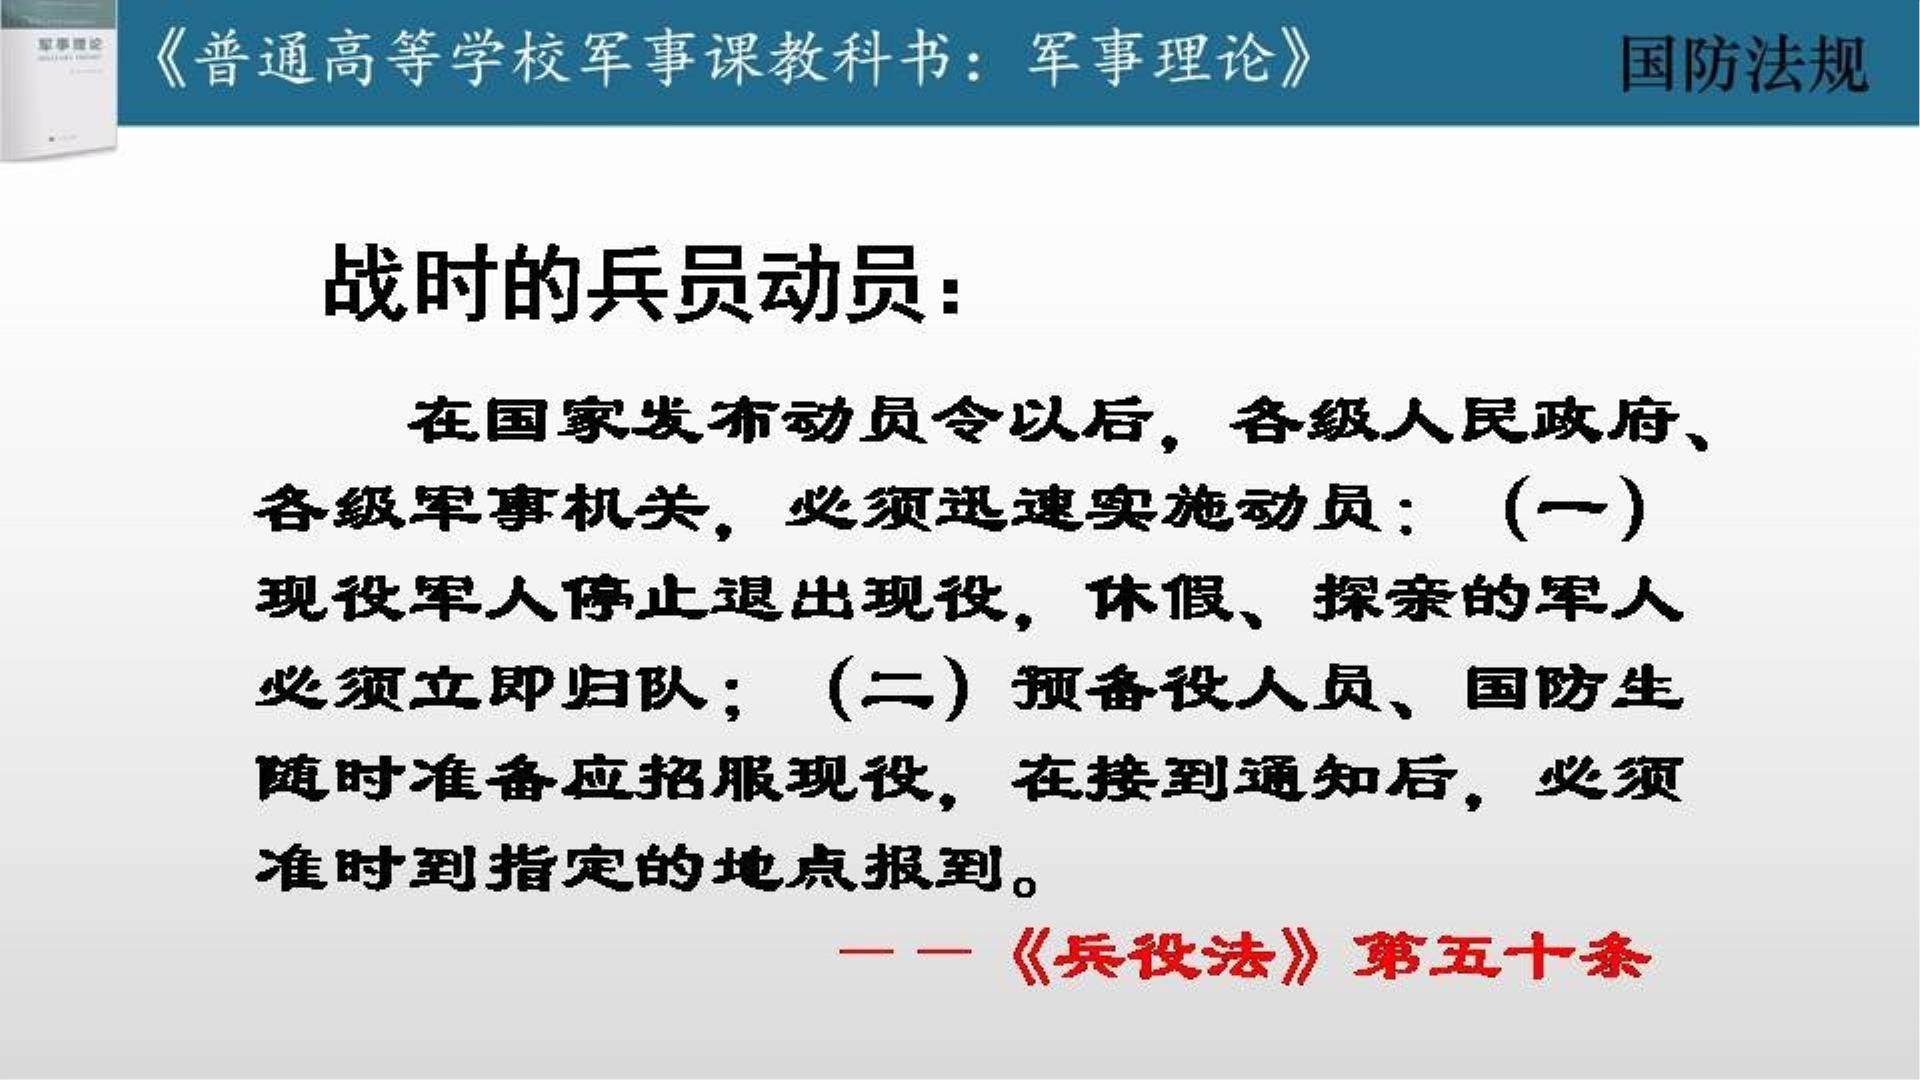 军事理论
《普通高等学校军事课教科书：军事理论》
国防法规
战时的兵员动员：
在国家发布动员令以后，各级人民政府、
各级军事机关，必须迅速实施动员：（一）
现役军人停止退出现役，休假、探亲的军人
必须立即归队；（二）预备役人员、国防生
随时准备应招服现役，在接到通知后，必须
准时到指定的地点报到。
——《兵役法》第五十条